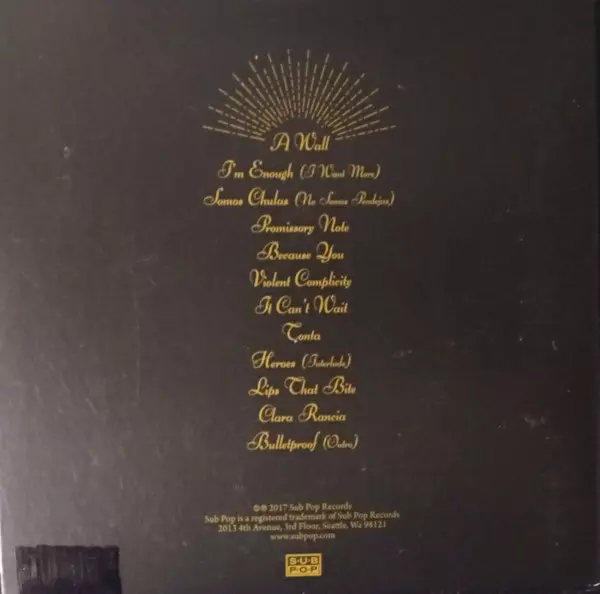 A Wall
I'm Enough (I Want More)
Somos Chulas (No Somos Pendejas)
Promissory Note
Because You
Violent Complicity
It Can't Wait
Tonta
Heroes (Interlude)
Lips That Bite
Clara Rancia
Bulletproof (Outro)
©℗ 2017 Sub Pop Records
Sub Pop is a registered trademark of Sub Pop Records
2013 4th Avenue, 3rd Floor, Seattle, Wa 98121
www.subpop.com
SUB
POP